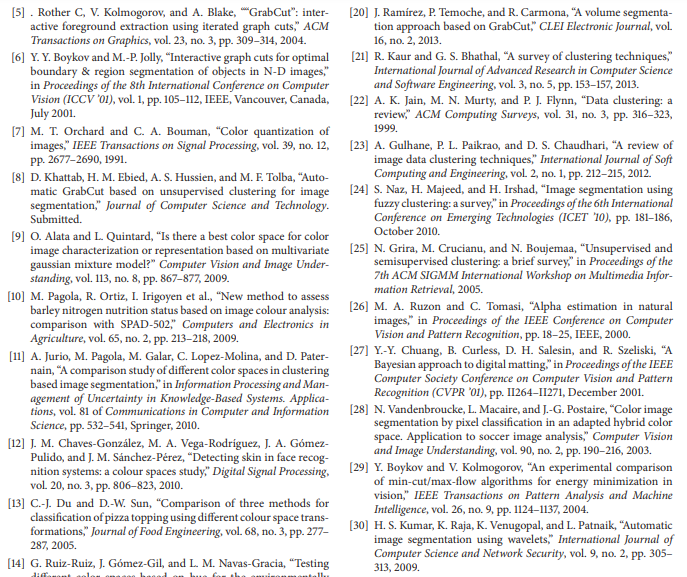 [5] . Rother C, V. Kolmogorov, and A. Blake, ““GrabCut”: inter-
active foreground extraction using iterated graph cuts,” ACM
Transactions on Graphics, vol. 23, no. 3, pp. 309–314, 2004.
[6] Y. Y. Boykov and M.-P. Jolly, “Interactive graph cuts for optimal
boundary & region segmentation of objects in N-D images,”
in Proceedings of the 8th International Conference on Computer
Vision (ICCV ’01), vol. 1, pp. 105–112, IEEE, Vancouver, Canada,
July 2001.
[7] M. T. Orchard and C. A. Bouman, “Color quantization of
images,” IEEE Transactions on Signal Processing, vol. 39, no. 12,
pp. 2677–2690, 1991.
[8] D. Khattab, H. M. Ebied, A. S. Hussien, and M. F. Tolba, “Auto-
matic GrabCut based on unsupervised clustering for image
segmentation,” Journal of Computer Science and Technology.
Submitted.
[9] O. Alata and L. Quintard, “Is there a best color space for color
image characterization or representation based on multivariate
gaussian mixture model?” Computer Vision and Image Under-
standing, vol. 113, no. 8, pp. 867–877, 2009.
[10] M. Pagola, R. Ortiz, I. Irigoyen et al., “New method to assess
barley nitrogen nutrition status based on image colour analysis:
comparison with SPAD-502,” Computers and Electronics in
Agriculture, vol. 65, no. 2, pp. 213–218, 2009.
[11] A. Jurio, M. Pagola, M. Galar, C. Lopez-Molina, and D. Pater-
nain, “A comparison study of different color spaces in clustering
based image segmentation,” in Information Processing and Man-
agement of Uncertainty in Knowledge-Based Systems. Applica-
tions, vol. 81 of Communications in Computer and Information
Science, pp. 532–541, Springer, 2010.
[12] J. M. Chaves-González, M. A. Vega-Rodríguez, J. A. Gómez-
Pulido, and J. M. Sánchez-Pérez, “Detecting skin in face recog-
nition systems: a colour spaces study,” Digital Signal Processing,
vol. 20, no. 3, pp. 806–823, 2010.
[13] C.-J. Du and D.-W. Sun, “Comparison of three methods for
classification of pizza topping using different colour space trans-
formations,” Journal of Food Engineering, vol. 68, no. 3, pp. 277–
287, 2005.
[14] G. Ruiz-Ruiz, J. Gómez-Gil, and L. M. Navas-Gracia, “Testing
different color spaces based on hue for the environmentally
[20] J. Ramírez, P. Temoche, and R. Carmona, “A volume segmenta-
tion approach based on GrabCut,” CLEI Electronic Journal, vol.
16, no. 2, 2013.
[21] R. Kaur and G. S. Bhathal, “A survey of clustering techniques,”
International Journal of Advanced Research in Computer Science
and Software Engineering, vol. 3, no. 5, pp. 153–157, 2013.
[22] A. K. Jain, M. N. Murty, and P. J. Flynn, “Data clustering: a
review,” ACM Computing Surveys, vol. 31, no. 3, pp. 316–323,
1999.
[23] A. Gulhane, P. L. Paikrao, and D. S. Chaudhari, “A review of
image data clustering techniques,” International Journal of Soft
Computing and Engineering, vol. 2, no. 1, pp. 212–215, 2012.
[24] S. Naz, H. Majeed, and H. Irshad, “Image segmentation using
fuzzy clustering: a survey,” in Proceedings of the 6th International
Conference on Emerging Technologies (ICET ’10), pp. 181–186,
October 2010.
[25] N. Grira, M. Crucianu, and N. Boujemaa, “Unsupervised and
semisupervised clustering: a brief survey,” in Proceedings of the
7th ACM SIGMM International Workshop on Multimedia Infor-
mation Retrieval, 2005.
[26] M. A. Ruzon and C. Tomasi, “Alpha estimation in natural
images,” in Proceedings of the IEEE Conference on Computer
Vision and Pattern Recognition, pp. 18–25, IEEE, 2000.
[27] Y.-Y. Chuang, B. Curless, D. H. Salesin, and R. Szeliski, “A
Bayesian approach to digital matting,” in Proceedings of the IEEE
Computer Society Conference on Computer Vision and Pattern
Recognition (CVPR ’01), pp. II264–II271, December 2001.
[28] N. Vandenbroucke, L. Macaire, and J.-G. Postaire, “Color image
segmentation by pixel classification in an adapted hybrid color
space. Application to soccer image analysis,” Computer Vision
and Image Understanding, vol. 90, no. 2, pp. 190–216, 2003.
[29] Y. Boykov and V. Kolmogorov, “An experimental comparison
of min-cut/max-flow algorithms for energy minimization in
vision,” IEEE Transactions on Pattern Analysis and Machine
Intelligence, vol. 26, no. 9, pp. 1124–1137, 2004.
[30] H. S. Kumar, K. Raja, K. Venugopal, and L. Patnaik, “Automatic
image segmentation using wavelets,” International Journal of
Computer Science and Network Security, vol. 9, no. 2, pp. 305–
313, 2009.